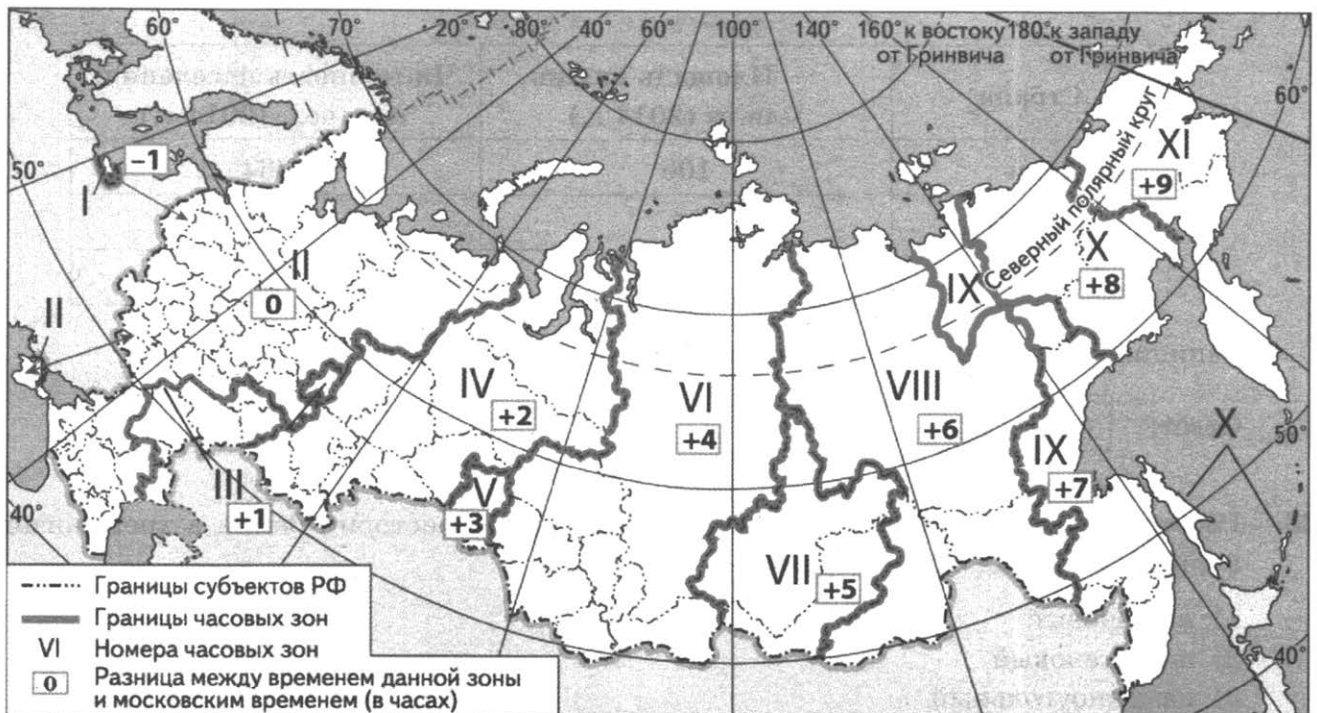 60°
70°
20°
40°
60°
80°
100°
120°
140°
160° к востоку
от Гринвича
180° к западу
от Гринвича
60°
50°
50°
40°
40°
Северный полярный круг
I
−1
II
II
0
III
+1
IV
+2
V
+3
VI
+4
VII
+5
VIII
+6
IX
IX
+7
X
+8
X
XI
+9
Границы субъектов РФ
Границы часовых зон
VI Номера часовых зон
0 Разница между временем данной зоны
и московским временем (в часах)